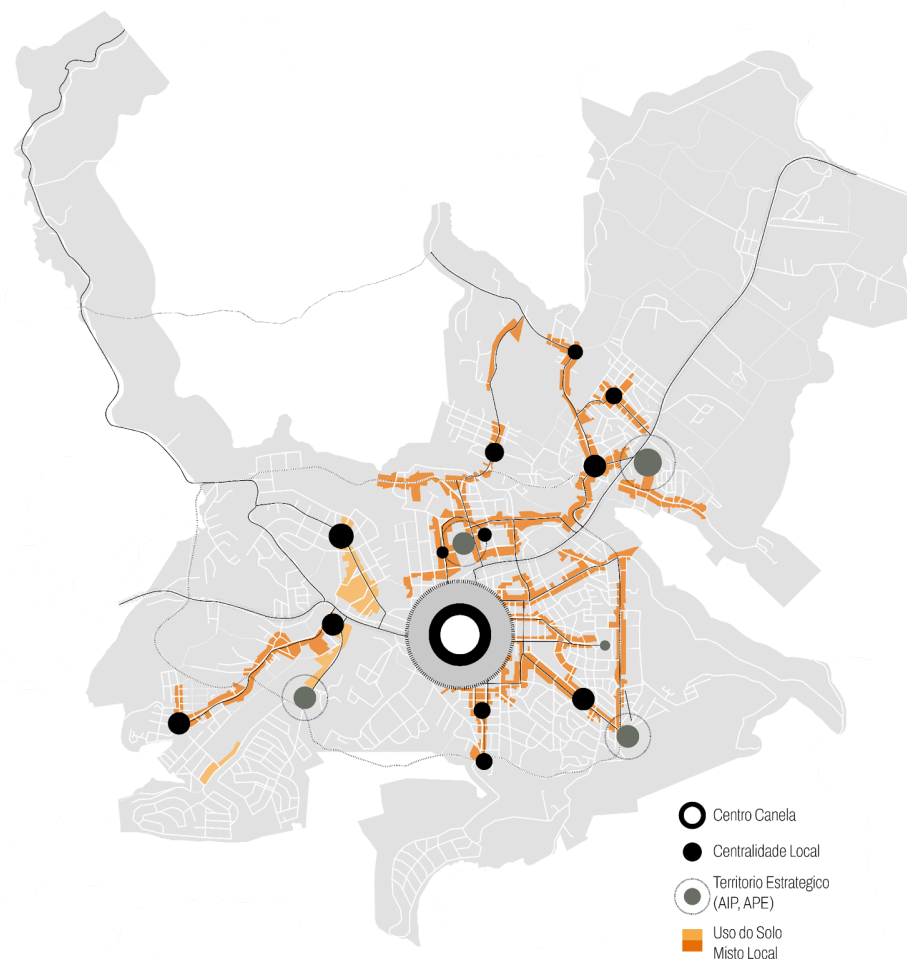 Centro Canela
Centralidade Local
Territorio Estrategico
(AIP, APE)
Uso do Solo
Misto Local